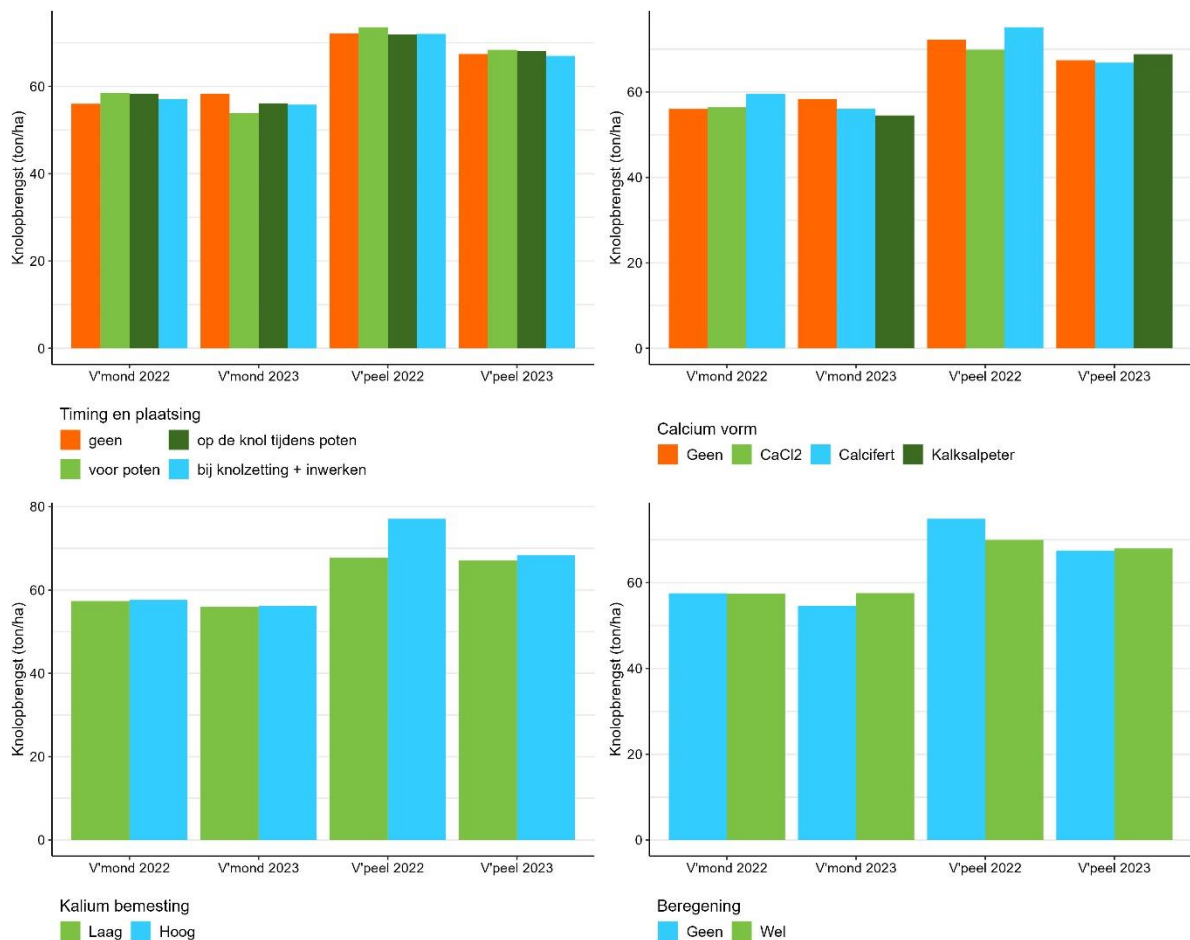 Knolopbrengst (ton/ha)
60
40
20
0
V'mond 2022 V'mond 2023 V'peel 2022 V'peel 2023
Timing en plaatsing
geen op de knol tijdens poten
voor poten bij knolzetting + inwerken
Knolopbrengst (ton/ha)
60
40
20
0
V'mond 2022 V'mond 2023 V'peel 2022 V'peel 2023
Calcium vorm
Geen CaCl2 Calcifert Kalksalpeter
Knolopbrengst (ton/ha)
80
60
40
20
0
V'mond 2022 V'mond 2023 V'peel 2022 V'peel 2023
Kalium bemesting
Laag Hoog
Knolopbrengst (ton/ha)
60
40
20
0
V'mond 2022 V'mond 2023 V'peel 2022 V'peel 2023
Beregening
Geen Wel